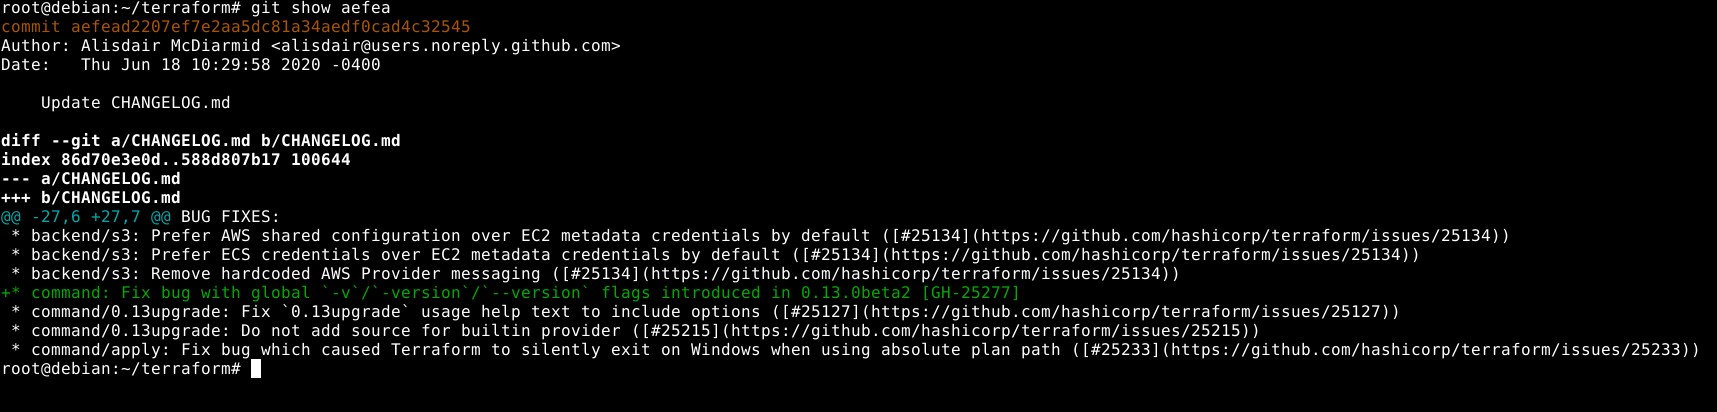 root@debian:~/terraform# git show aefea
commit aefead2207ef7e2aa5dc81a34aedf0cad4c32545
Author: Alisdair McDiarmid <alisdair@users.noreply.github.com>
Date:   Thu Jun 18 10:29:58 2020 -0400

    Update CHANGELOG.md

diff --git a/CHANGELOG.md b/CHANGELOG.md
index 86d70e3e0d..588d807b17 100644
--- a/CHANGELOG.md
+++ b/CHANGELOG.md
@@ -27,6 +27,7 @@ BUG FIXES:
 * backend/s3: Prefer AWS shared configuration over EC2 metadata credentials by default ([#25134](https://github.com/hashicorp/terraform/issues/25134))
 * backend/s3: Prefer ECS credentials over EC2 metadata credentials by default ([#25134](https://github.com/hashicorp/terraform/issues/25134))
 * backend/s3: Remove hardcoded AWS Provider messaging ([#25134](https://github.com/hashicorp/terraform/issues/25134))
+* command: Fix bug with global `-v`/`-version`/`--version` flags introduced in 0.13.0beta2 [GH-25277]
 * command/0.13upgrade: Fix `0.13upgrade` usage help text to include options ([#25127](https://github.com/hashicorp/terraform/issues/25127))
 * command/0.13upgrade: Do not add source for builtin provider ([#25215](https://github.com/hashicorp/terraform/issues/25215))
 * command/apply: Fix bug which caused Terraform to silently exit on Windows when using absolute plan path ([#25233](https://github.com/hashicorp/terraform/issues/25233))
root@debian:~/terraform#